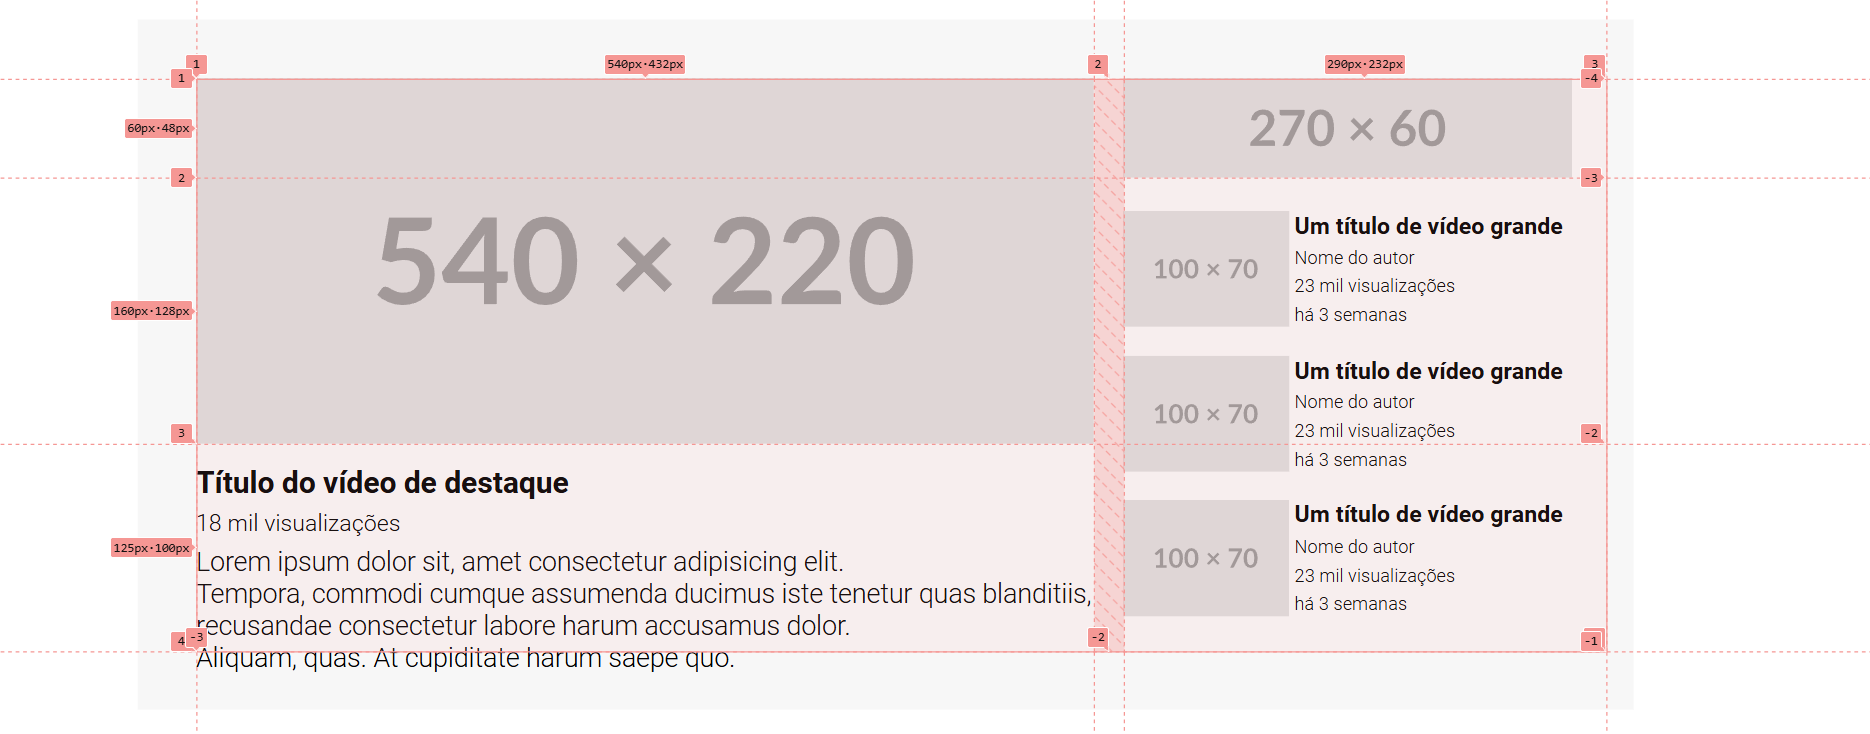 1
540px·432px
2
290px·232px
3
1
-4
60px·48px
270 × 60
2
-3
540 × 220
160px·128px
3
-2
Título do vídeo de destaque
18 mil visualizações
Lorem ipsum dolor sit, amet consectetur adipisicing elit.
Tempora, commodi cumque assumenda ducimus iste tenetur quas blanditiis,
recusandae consectetur labore harum accusamus dolor.
Aliquam, quas. At cupiditate harum saepe quo.
125px·100px
4
-3
-2
-1
100 × 70
Um título de vídeo grande
Nome do autor
23 mil visualizações
há 3 semanas
100 × 70
Um título de vídeo grande
Nome do autor
23 mil visualizações
há 3 semanas
100 × 70
Um título de vídeo grande
Nome do autor
23 mil visualizações
há 3 semanas